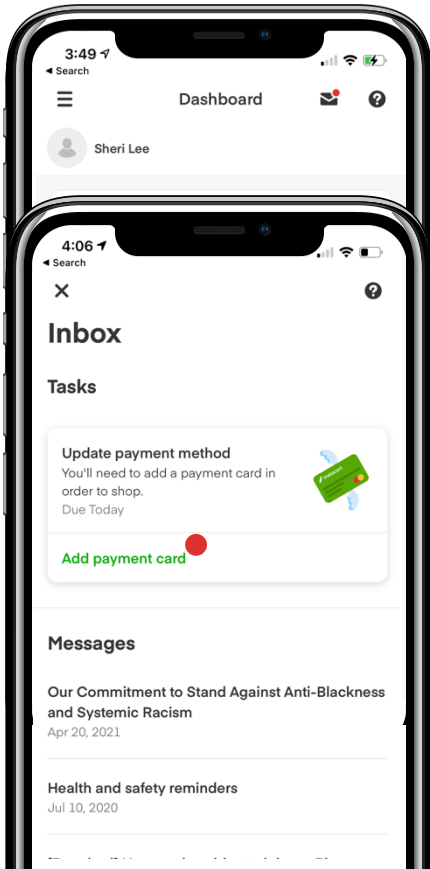 3:49
◀ Search
Dashboard
Sheri Lee
4:06
◀ Search
Inbox
Tasks
Update payment method
You'll need to add a payment card in
order to shop.
Due Today
instacart
Add payment card
Messages
Our Commitment to Stand Against Anti-Blackness
and Systemic Racism
Apr 20, 2021
Health and safety reminders
Jul 10, 2020